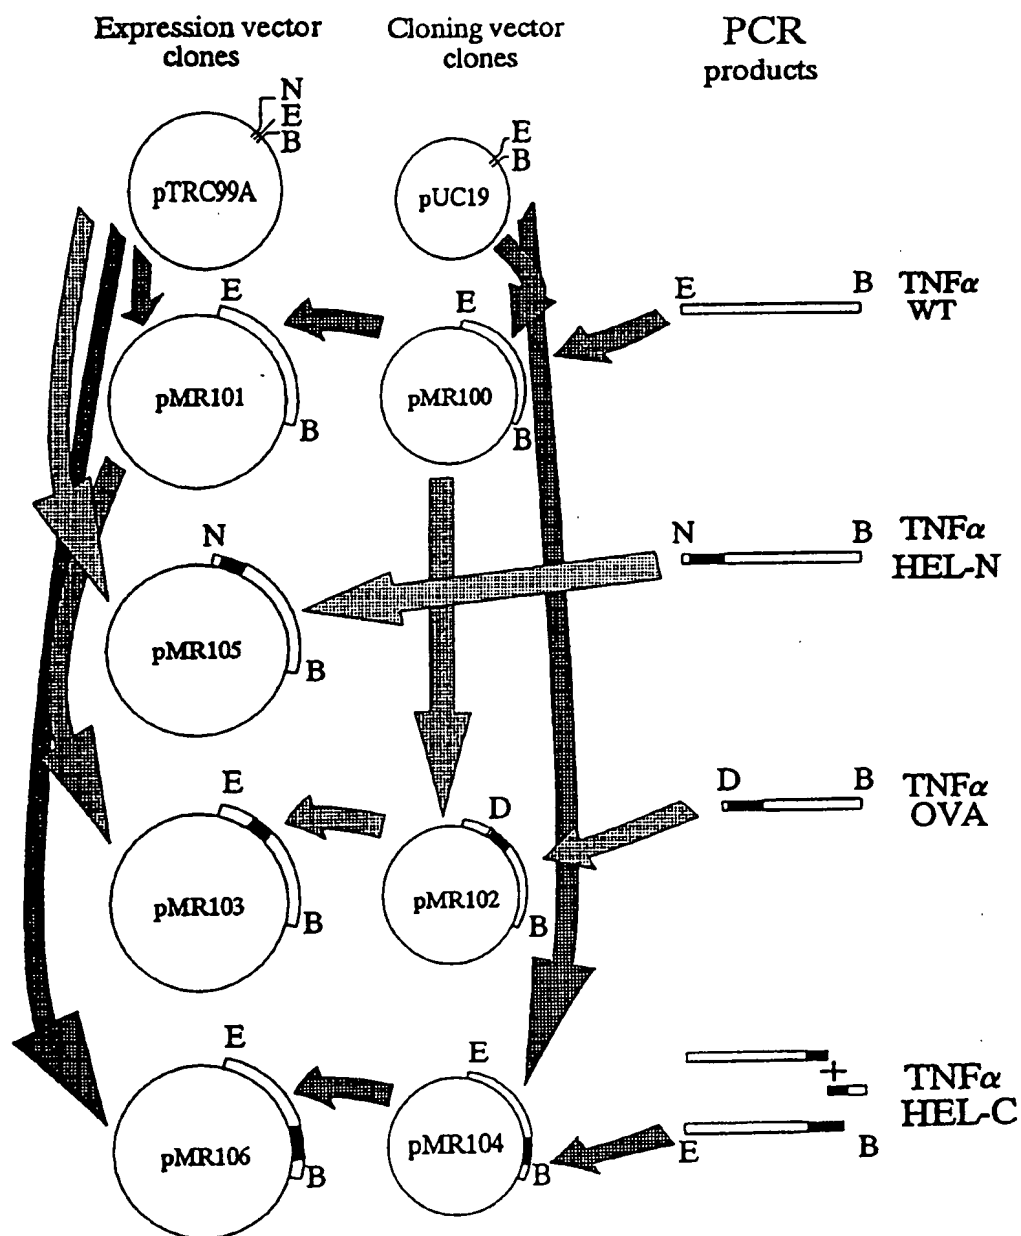 Expression vector
clones
Cloning vector
clones
PCR
products
N
E
B
pTRC99A
E
B
pUC19
E
B
pMR101
E
B
pMR100
E
B
TNFα
WT
N
B
pMR105
N
B
TNFα
HEL-N
E
B
pMR103
D
B
pMR102
D
B
TNFα
OVA
E
B
pMR106
E
B
pMR104
+
E
B
TNFα
HEL-C